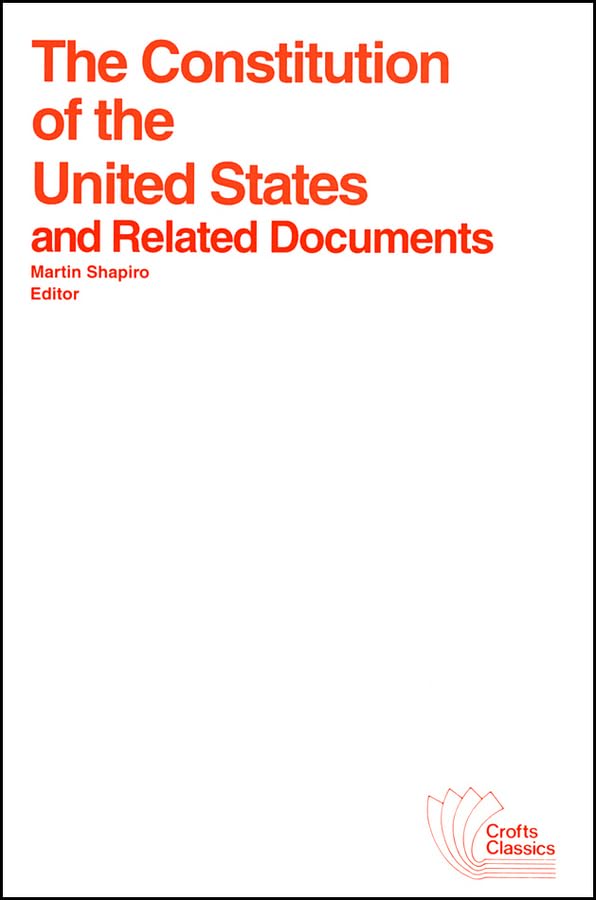 The Constitution
of the
United States
and Related Documents
Martin Shapiro
Editor
Crofts
Classics